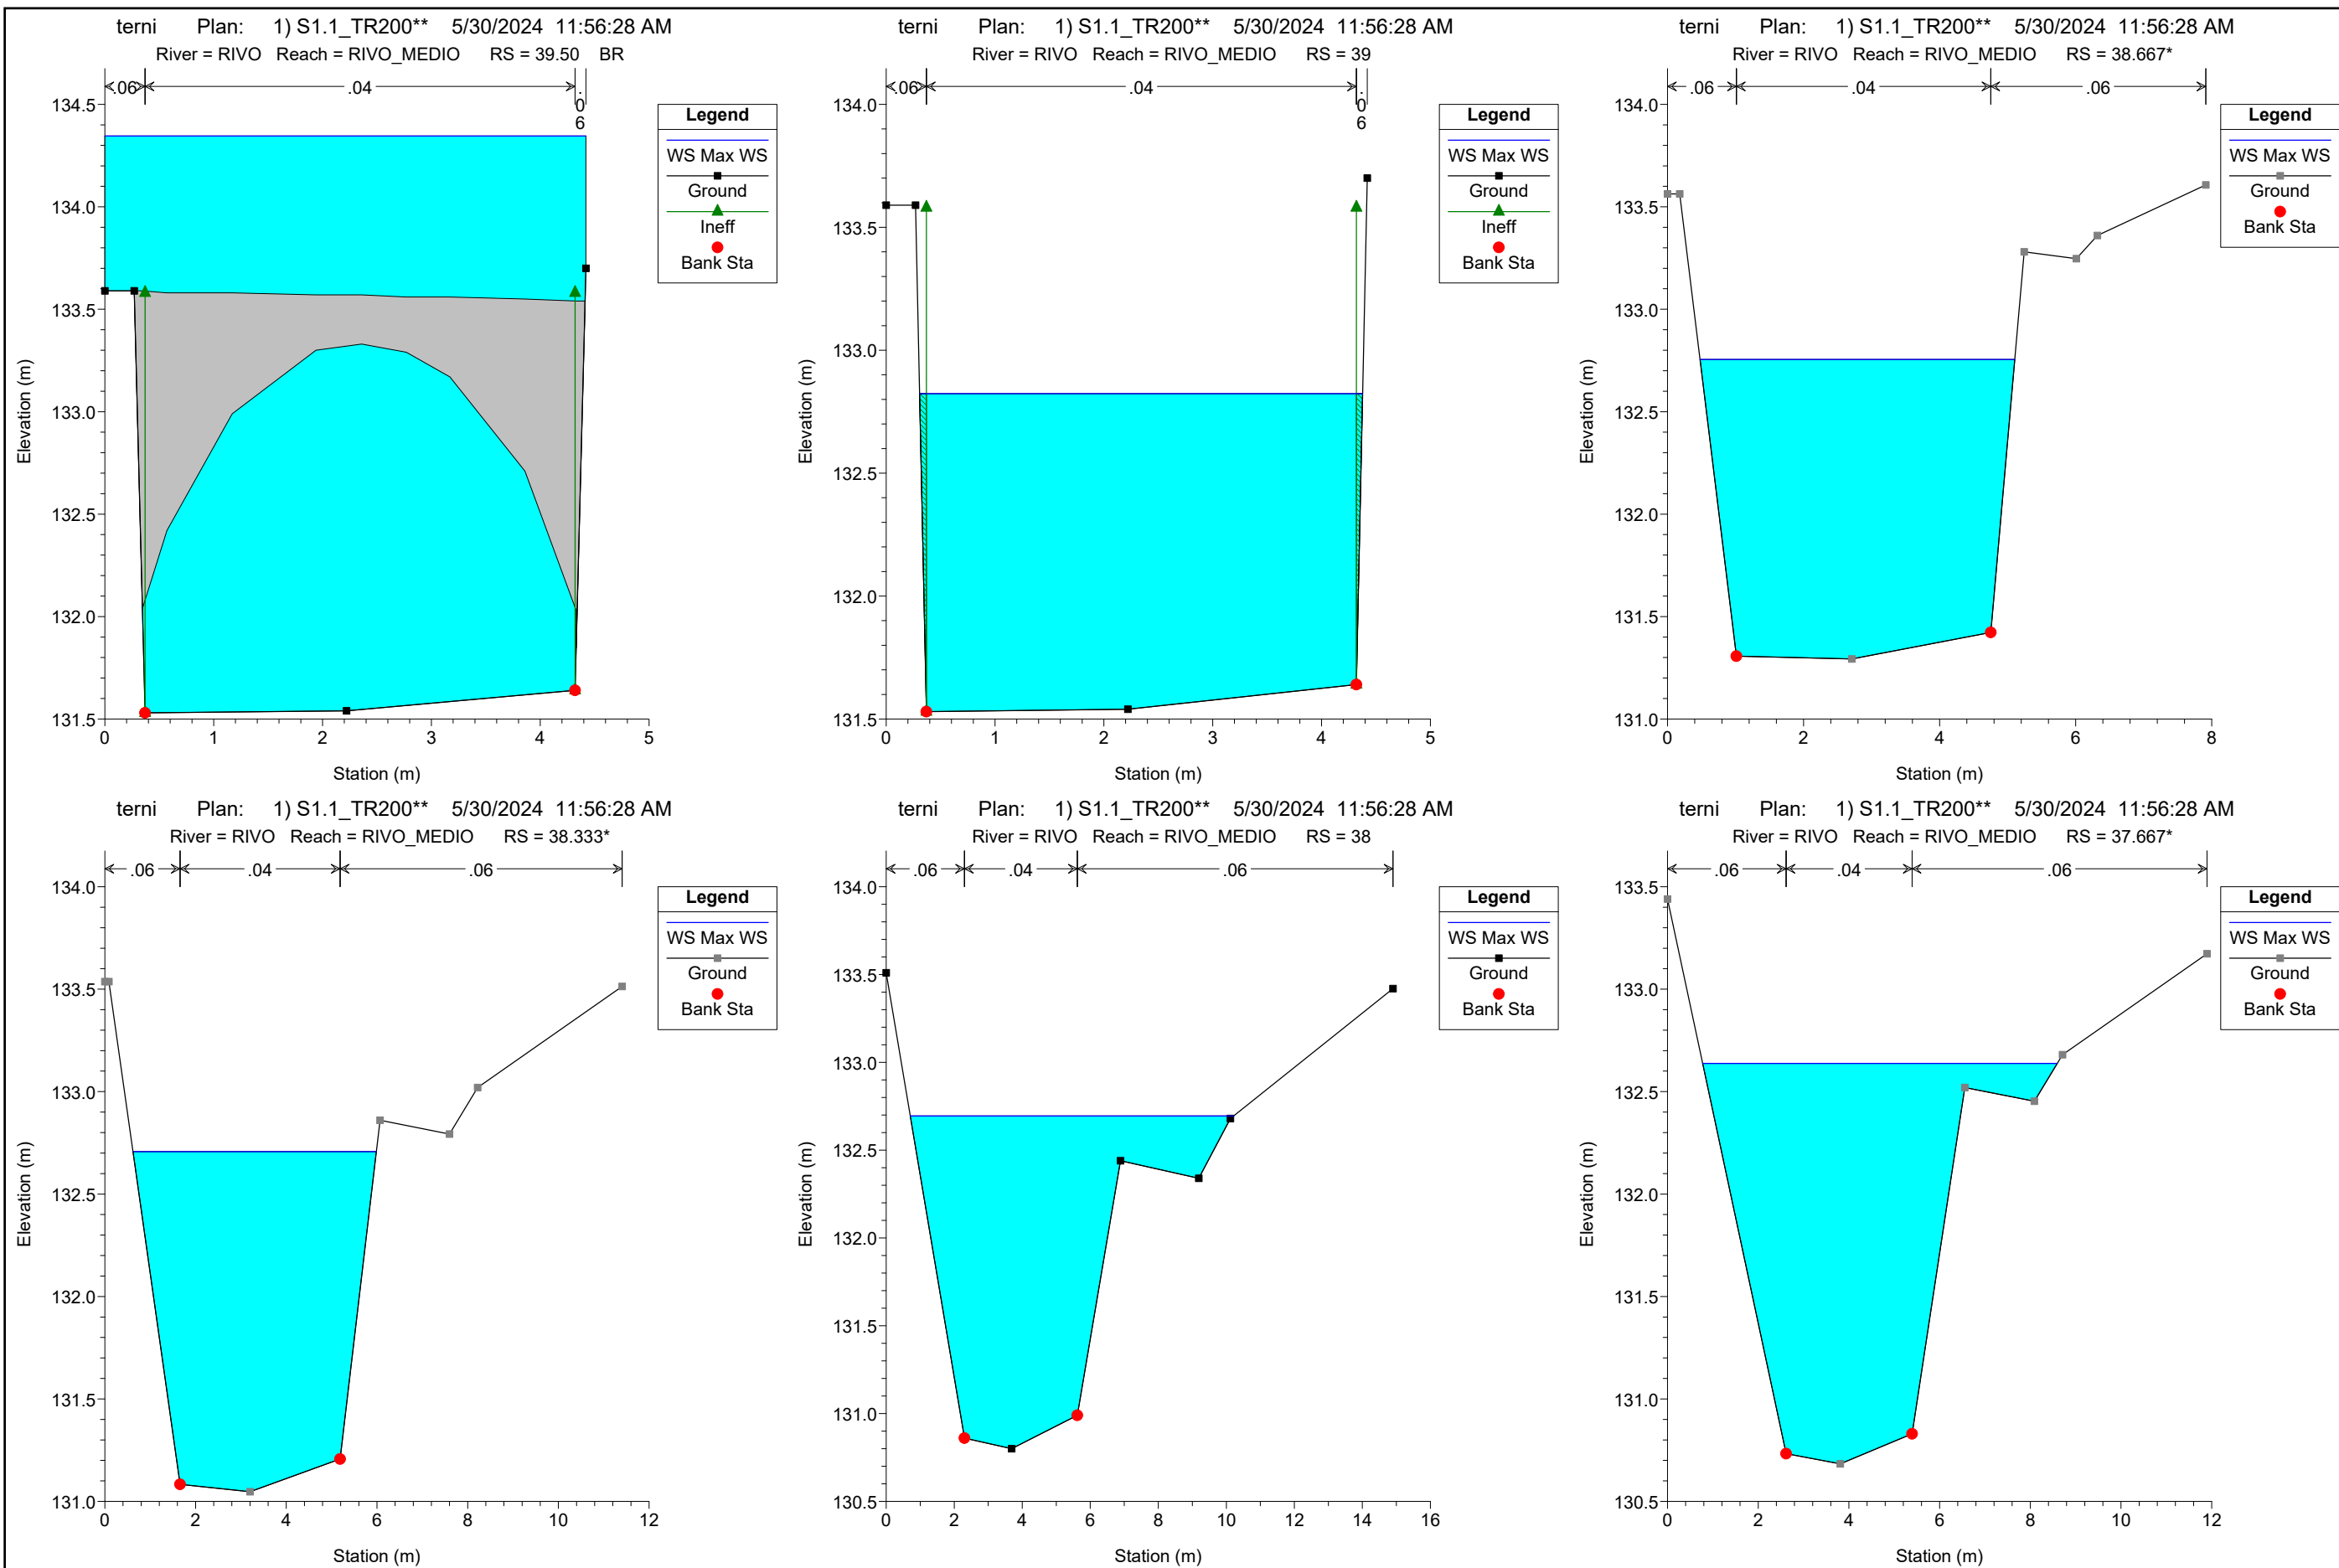 terni Plan: 1) S1.1_TR200** 5/30/2024 11:56:28 AM
River = RIVO Reach = RIVO_MEDIO RS = 39.50 BR
.06 .04 .06
134.5
134.0
133.5
133.0
132.5
132.0
131.5
0 1 2 3 4 5
Station (m)
Elevation (m)
Legend
WS Max WS
Ground
Ineff
Bank Sta
terni Plan: 1) S1.1_TR200** 5/30/2024 11:56:28 AM
River = RIVO Reach = RIVO_MEDIO RS = 39
.06 .04 .06
134.0
133.5
133.0
132.5
132.0
131.5
0 1 2 3 4 5
Station (m)
Elevation (m)
Legend
WS Max WS
Ground
Ineff
Bank Sta
terni Plan: 1) S1.1_TR200** 5/30/2024 11:56:28 AM
River = RIVO Reach = RIVO_MEDIO RS = 38.667*
.06 .04 .06
134.0
133.5
133.0
132.5
132.0
131.5
131.0
0 2 4 6 8
Station (m)
Elevation (m)
Legend
WS Max WS
Ground
Bank Sta
terni Plan: 1) S1.1_TR200** 5/30/2024 11:56:28 AM
River = RIVO Reach = RIVO_MEDIO RS = 38.333*
.06 .04 .06
134.0
133.5
133.0
132.5
132.0
131.5
131.0
0 2 4 6 8 10 12
Station (m)
Elevation (m)
Legend
WS Max WS
Ground
Bank Sta
terni Plan: 1) S1.1_TR200** 5/30/2024 11:56:28 AM
River = RIVO Reach = RIVO_MEDIO RS = 38
.06 .04 .06
134.0
133.5
133.0
132.5
132.0
131.5
131.0
130.5
0 2 4 6 8 10 12 14 16
Station (m)
Elevation (m)
Legend
WS Max WS
Ground
Bank Sta
terni Plan: 1) S1.1_TR200** 5/30/2024 11:56:28 AM
River = RIVO Reach = RIVO_MEDIO RS = 37.667*
.06 .04 .06
133.5
133.0
132.5
132.0
131.5
131.0
130.5
0 2 4 6 8 10 12
Station (m)
Elevation (m)
Legend
WS Max WS
Ground
Bank Sta